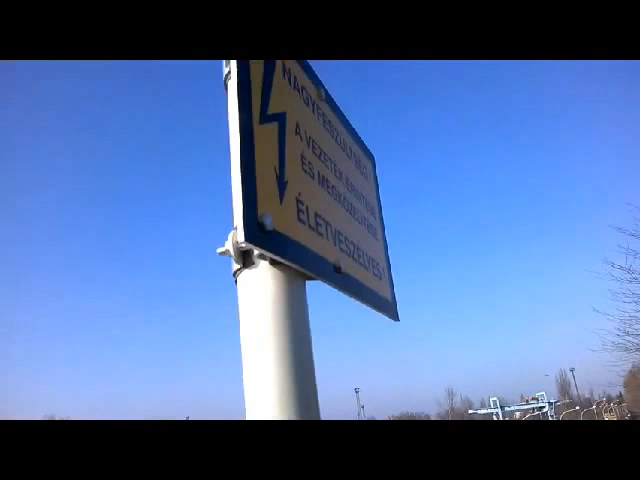 NAGYFESZÜLTSÉG!
A VEZETÉK ÉRINTÉSE
ÉS MEGKÖZELÍTÉSE
ÉLETVESZÉLYES!